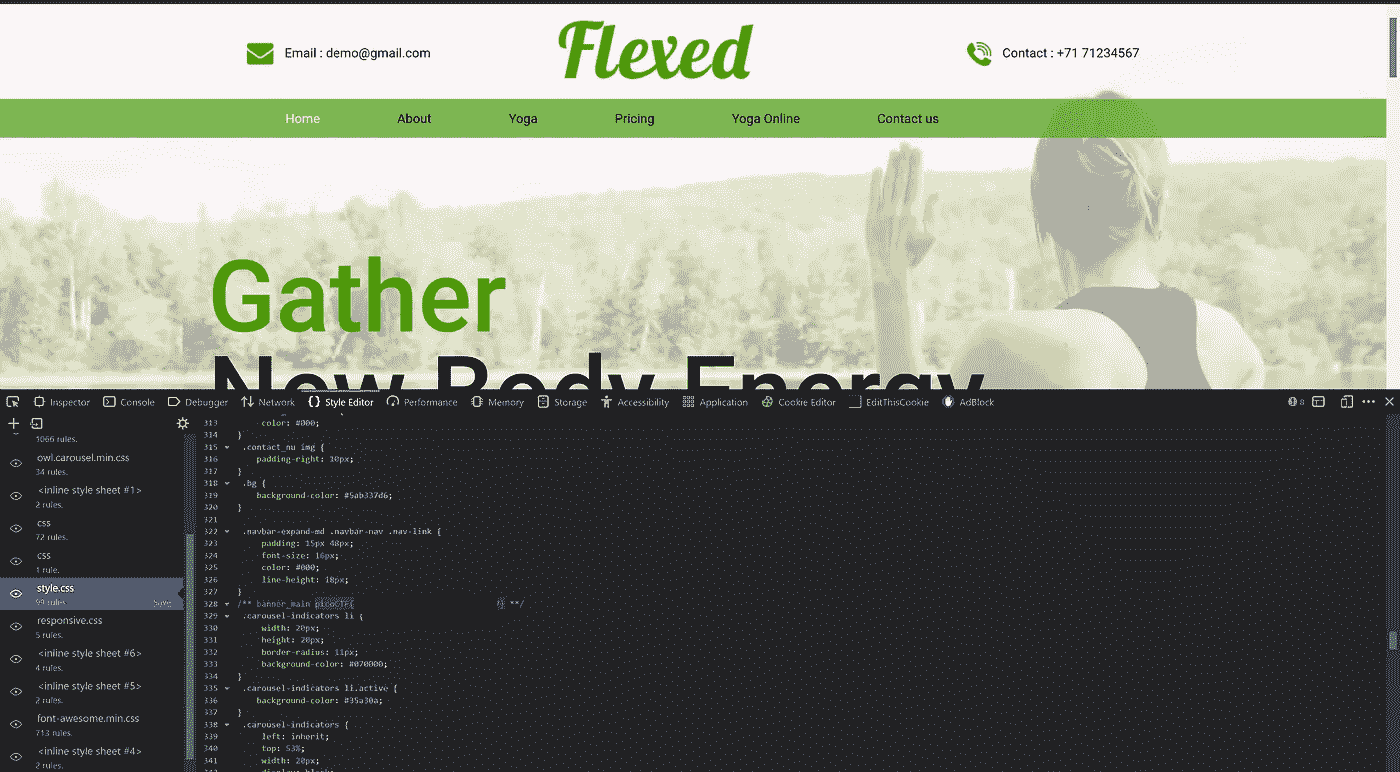 Email : demo@gmail.com
Flexed
Contact : +71 71234567
Home About Yoga Pricing Yoga Online Contact us
Gather
New Body Energy
Inspector Console Debugger Network Style Editor Performance Memory Storage Accessibility Application Cookie Editor EditThisCookie AdBlock 8
1066 rules.
owl.carousel.min.css
34 rules.
<inline style sheet #1>
2 rules.
css
72 rules.
css
1 rule.
style.css
99 rules. Save
responsive.css
5 rules.
<inline style sheet #6>
4 rules.
<inline style sheet #5>
2 rules.
font-awesome.min.css
713 rules.
<inline style sheet #4>
2 rules.
313 color: #000;
314 }
315 .contact_nu img {
316 padding-right: 10px;
317 }
318 .bg {
319 background-color: #5ab337d6;
320 }
321
322 .navbar-expand-md .navbar-nav .nav-link {
323 padding: 15px 48px;
324 font-size: 16px;
325 color: #000;
326 line-height: 18px;
327 }
328 /** banner_main picoCTF{ } **/
329 .carousel-indicators li {
330 width: 20px;
331 height: 20px;
332 border-radius: 11px;
333 background-color: #070000;
334 }
335 .carousel-indicators li.active {
336 background-color: #35a30a;
337 }
338 .carousel-indicators {
339 left: inherit;
340 top: 53%;
341 width: 20px;
display: block;